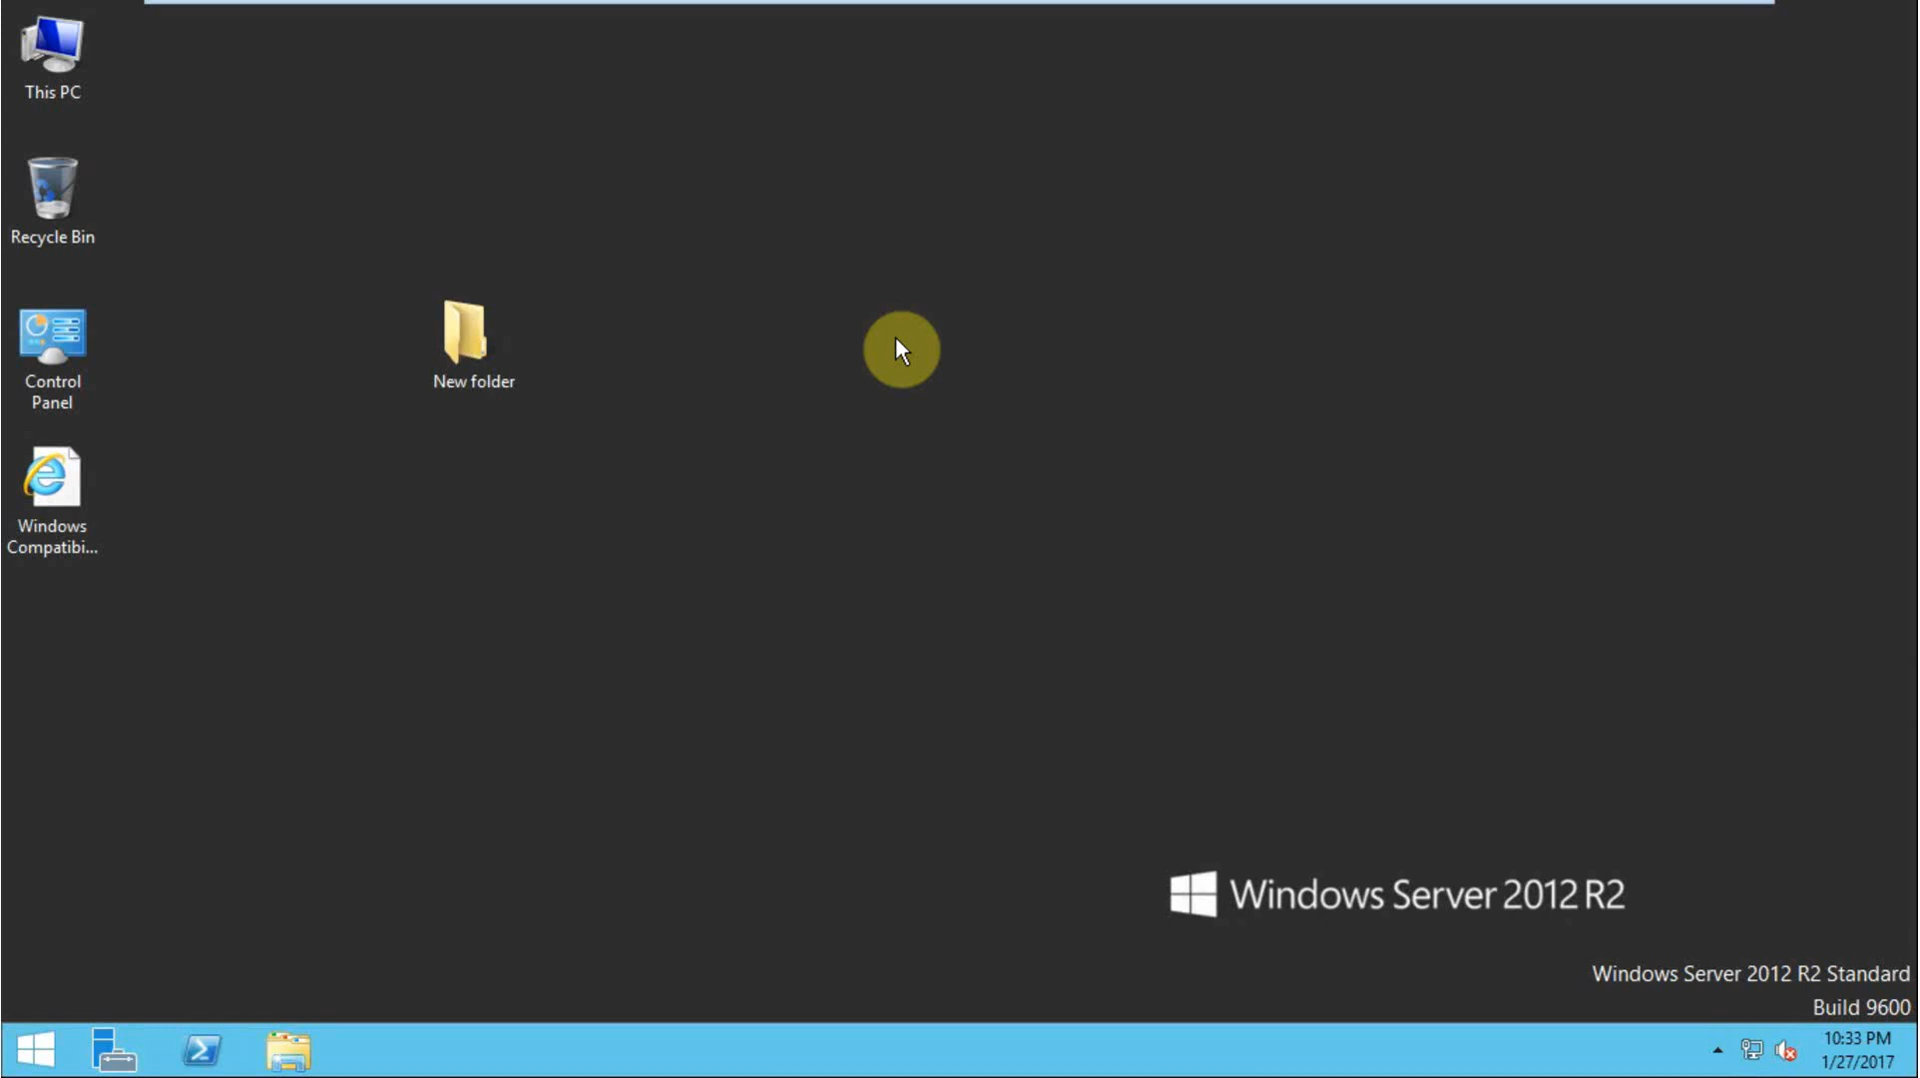 This PC
Recycle Bin
Control
Panel
Windows
Compatibi...
New folder
Windows Server 2012 R2
Windows Server 2012 R2 Standard
Build 9600
10:33 PM
1/27/2017